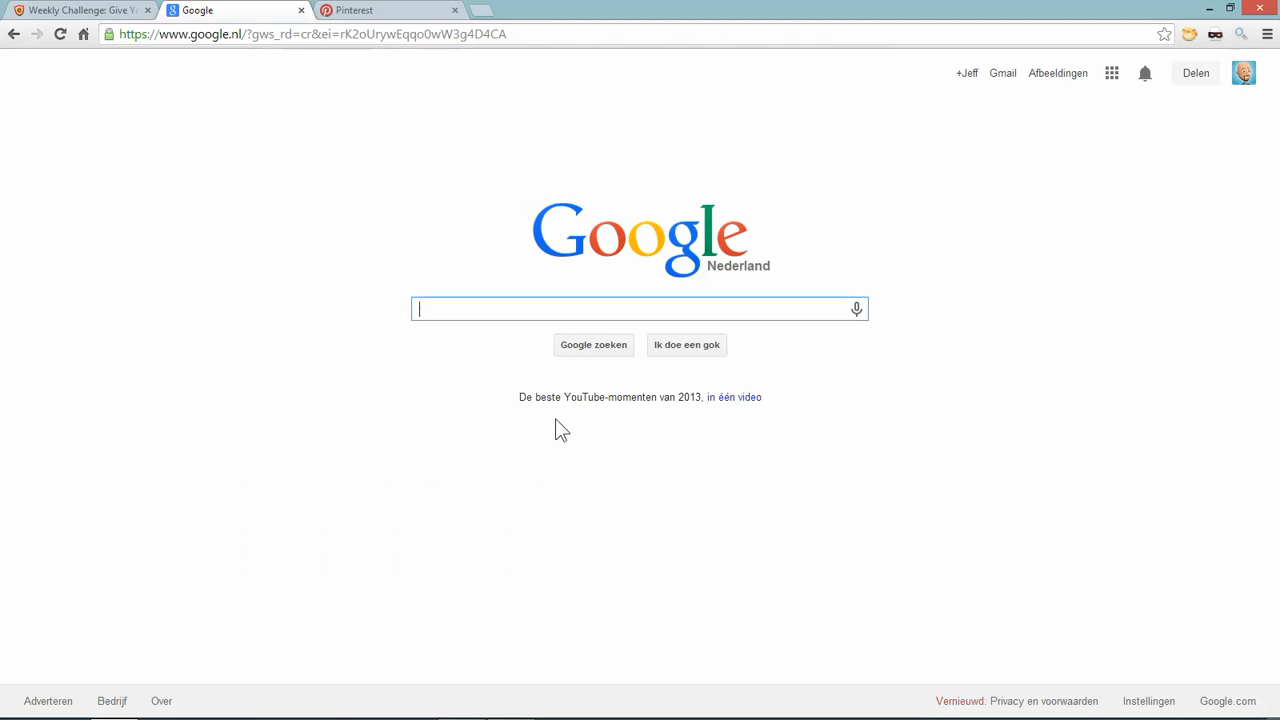 Weekly Challenge: Give Y
Google
Pinterest
https://www.google.nl/?gws_rd=cr&ei=rK2oUrywEqqo0wW3g4D4CA
+Jeff Gmail Afbeeldingen Delen
Google
Nederland
Google zoeken Ik doe een gok
De beste YouTube-momenten van 2013, in één video
Adverteren Bedrijf Over Vernieuwd. Privacy en voorwaarden Instellingen Google.com